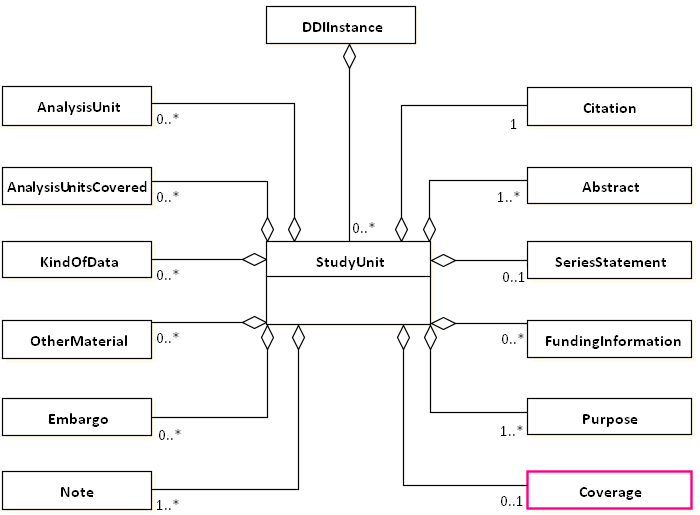 DDIInstance
AnalysisUnit
0..*
Citation
1
AnalysisUnitsCovered
0..*
Abstract
1..*
0..*
KindOfData
0..*
StudyUnit
SeriesStatement
0..1
OtherMaterial
0..*
FundingInformation
0..*
Embargo
0..*
Purpose
1..*
Note
1..*
Coverage
0..1